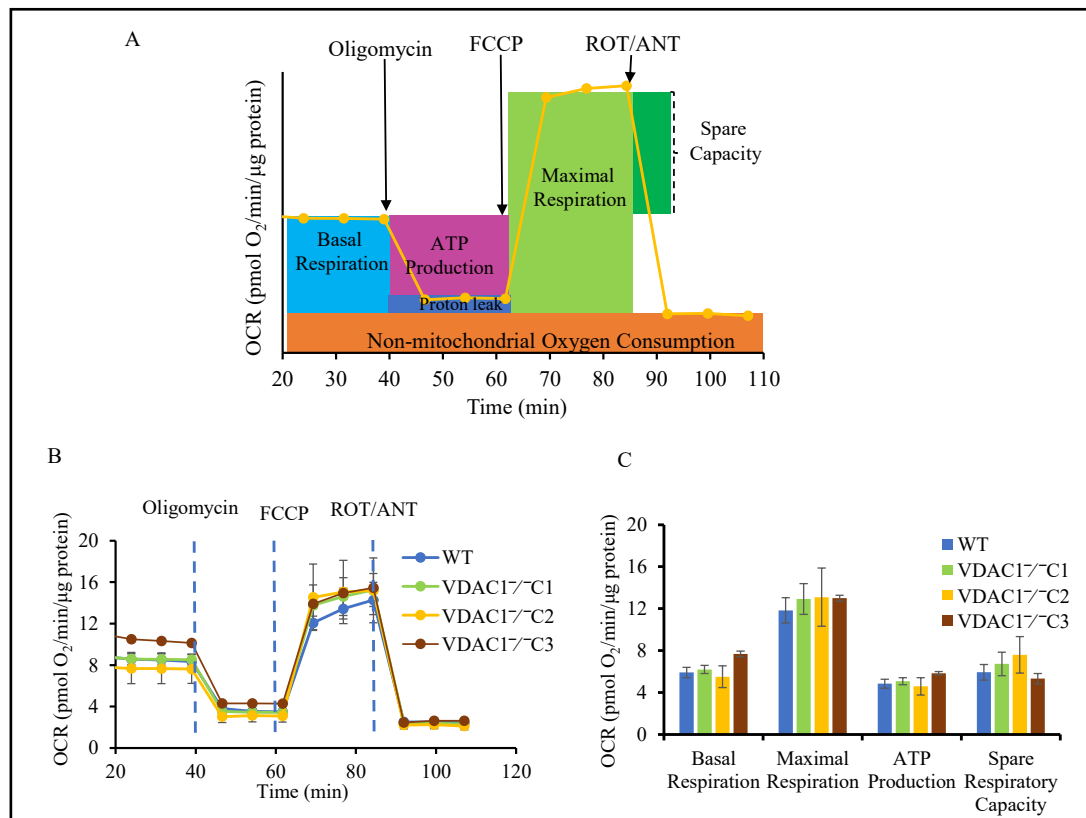 A
Oligomycin
FCCP
ROT/ANT
OCR (pmol O₂/min/µg protein)
Spare
Capacity
Maximal
Respiration
Basal
Respiration
ATP
Production
Proton leak
Non-mitochondrial Oxygen Consumption
20 30 40 50 60 70 80 90 100 110
Time (min)
B
Oligomycin
FCCP
ROT/ANT
OCR (pmol O₂/min/µg protein)
20
16
12
8
4
0
WT
VDAC1⁻/⁻C1
VDAC1⁻/⁻C2
VDAC1⁻/⁻C3
20 40 60 80 100 120
Time (min)
C
OCR (pmol O₂/min/µg protein)
20
16
12
8
4
0
WT
VDAC1⁻/⁻C1
VDAC1⁻/⁻C2
VDAC1⁻/⁻C3
Basal
Respiration
Maximal
Respiration
ATP
Production
Spare
Respiratory
Capacity